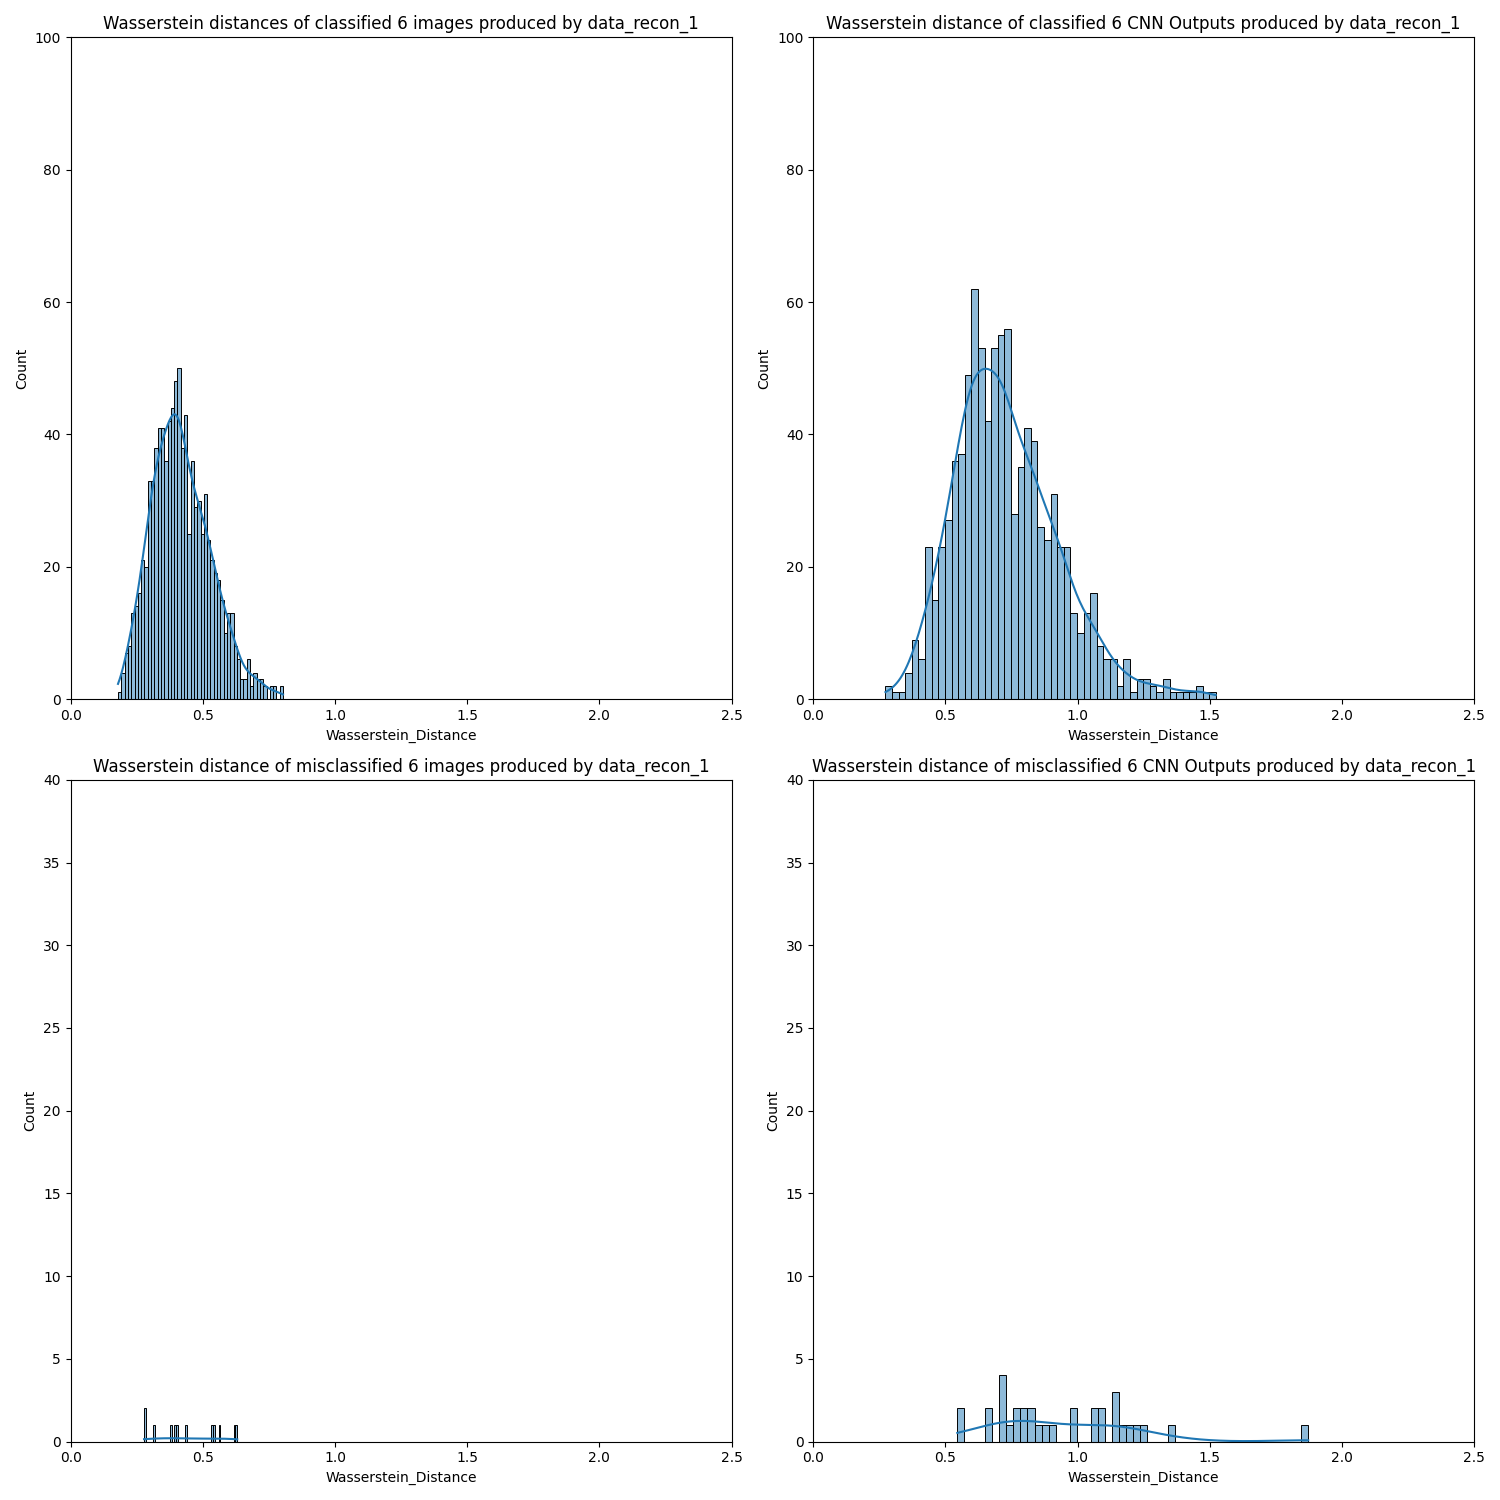 Wasserstein distances of classified 6 images produced by data_recon_1
100
80
60
40
20
0
Count
0.0 0.5 1.0 1.5 2.0 2.5
Wasserstein_Distance
Wasserstein distance of classified 6 CNN Outputs produced by data_recon_1
100
80
60
40
20
0
Count
0.0 0.5 1.0 1.5 2.0 2.5
Wasserstein_Distance
Wasserstein distance of misclassified 6 images produced by data_recon_1
40
35
30
25
20
15
10
5
0
Count
0.0 0.5 1.0 1.5 2.0 2.5
Wasserstein_Distance
Wasserstein distance of misclassified 6 CNN Outputs produced by data_recon_1
40
35
30
25
20
15
10
5
0
Count
0.0 0.5 1.0 1.5 2.0 2.5
Wasserstein_Distance